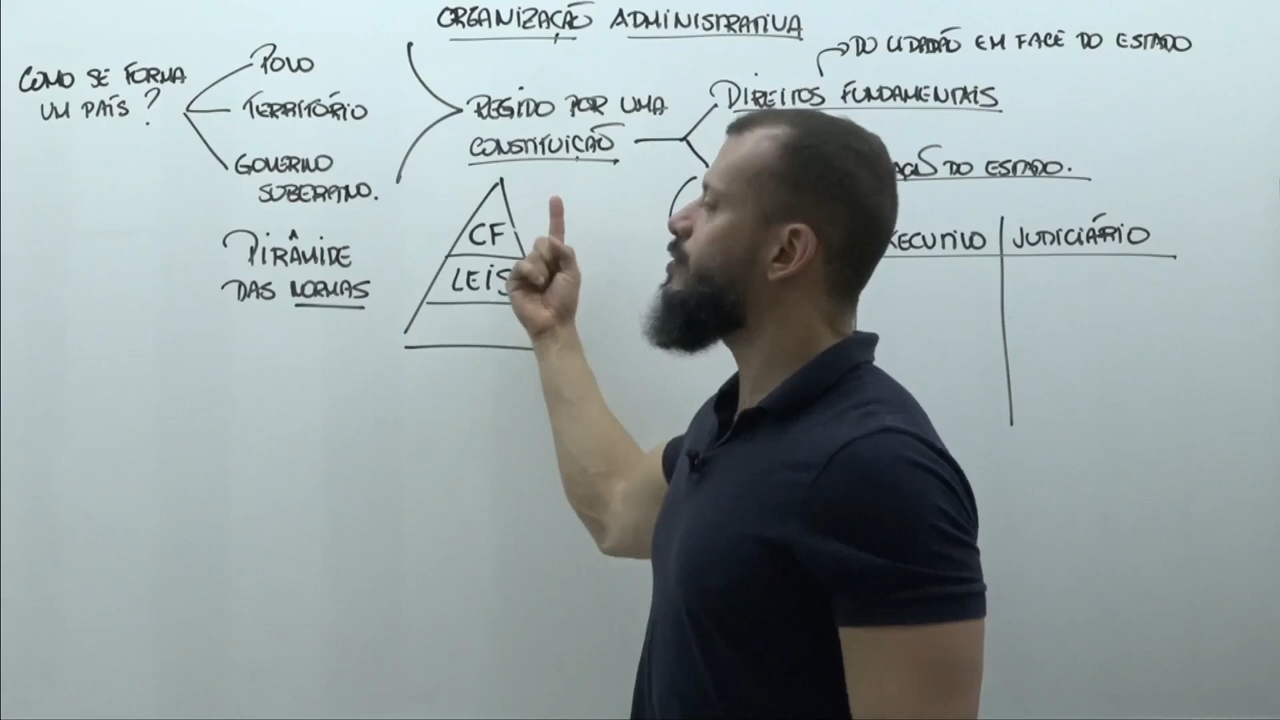 ORGANIZAÇÃO ADMINISTRATIVA
COMO SE FORMA
UM PAÍS?
POVO
TERRITÓRIO
GOVERNO
SOBERANO.
REGIDO POR UMA
CONSTITUIÇÃO
DO CIDADÃO EM FACE DO ESTADO
DIREITOS FUNDAMENTAIS
DO ESTADO.
JUDICIÁRIO
PIRÂMIDE
DAS NORMAS
CF
LEIS